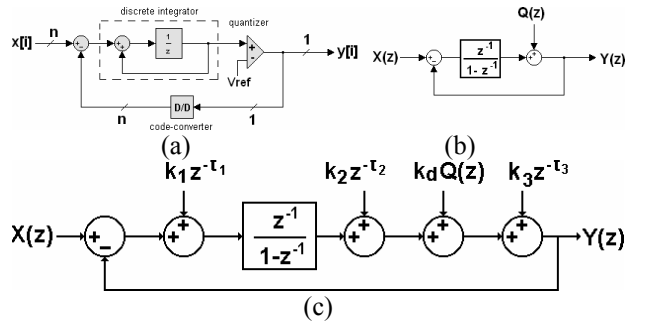 discrete integrator
quantizer
x[i]
n
+
−
+
+
1
z
+
-
Vref
1
y[i]
n
D/D
1
code-converter
(a)
Q(z)
X(z)
+
−
z⁻¹
1- z⁻¹
+
+
Y(z)
(b)
k₁z^-τ₁
k₂z^-τ₂
k_dQ(z)
k₃z^-τ₃
X(z)
+
−
+
+
z⁻¹
1-z⁻¹
+
+
+
+
+
+
Y(z)
(c)